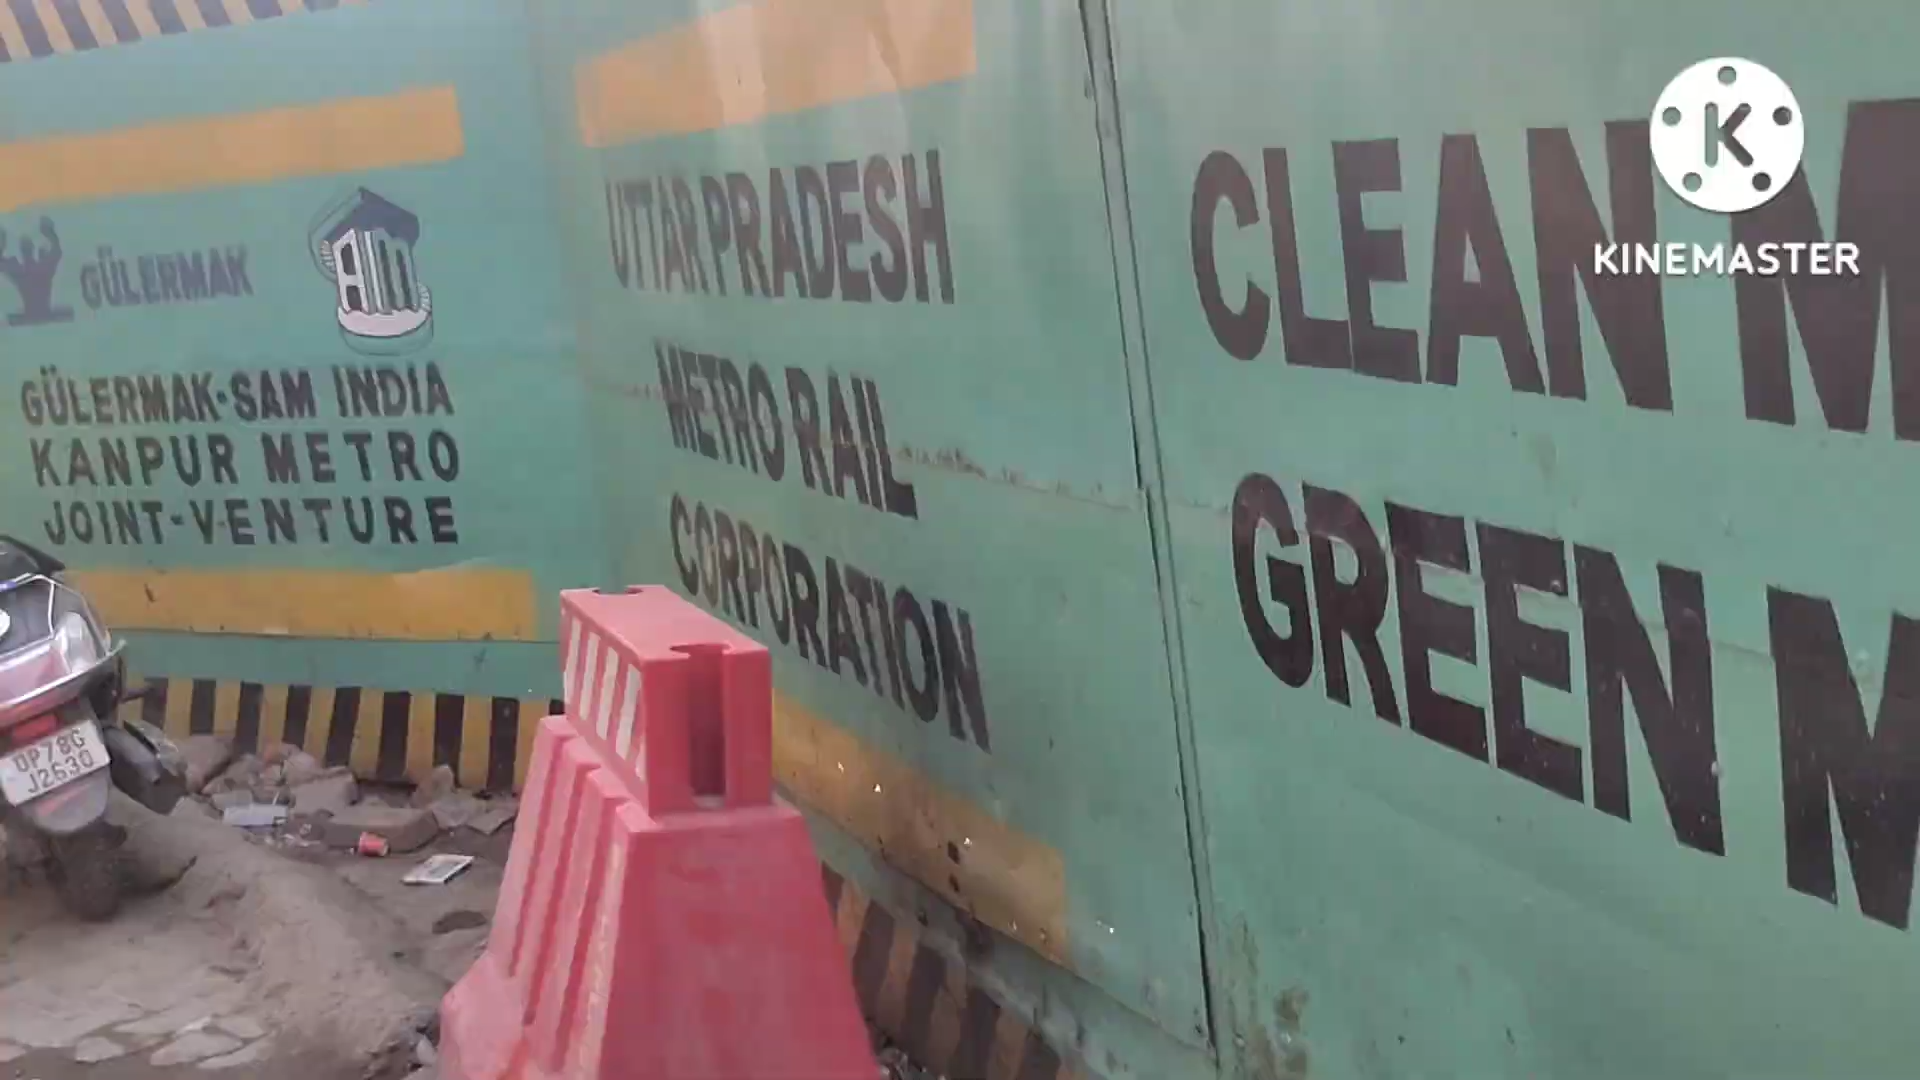 GÜLERMAK
GÜLERMAK-SAM INDIA
KANPUR METRO
JOINT-VENTURE
UTTAR PRADESH
METRO RAIL
CORPORATION
CLEAN M
GREEN M
K
KINEMASTER
UP78G
J2630